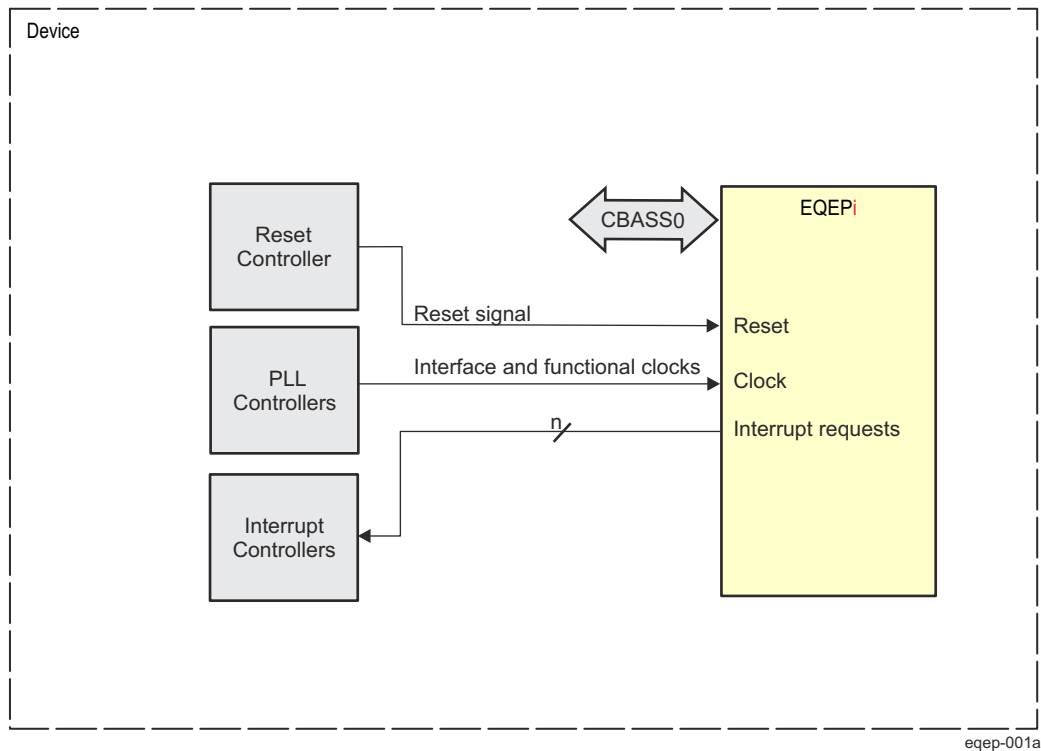 Device
EQEPi
CBASS0
Reset
Controller
Reset signal
Reset
PLL
Controllers
Interface and functional clocks
Clock
n
Interrupt requests
Interrupt
Controllers
eqep-001a